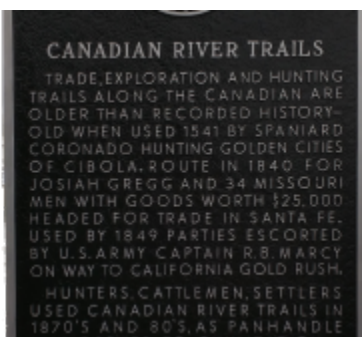 CANADIAN RIVER TRAILS
TRADE, EXPLORATION AND HUNTING
TRAILS ALONG THE CANADIAN ARE
OLDER THAN RECORDED HISTORY-
OLD WHEN USED 1541 BY SPANIARD
CORONADO HUNTING GOLDEN CITIES
OF CIBOLA. ROUTE IN 1840 FOR
JOSIAH GREGG AND 34 MISSOURI
MEN WITH GOODS WORTH $25,000
HEADED FOR TRADE IN SANTA FE.
USED BY 1849 PARTIES ESCORTED
BY U.S. ARMY CAPTAIN R.B. MARCY
ON WAY TO CALIFORNIA GOLD RUSH.
HUNTERS, CATTLEMEN, SETTLERS
USED CANADIAN RIVER TRAILS IN
1870'S AND 80'S, AS PANHANDLE